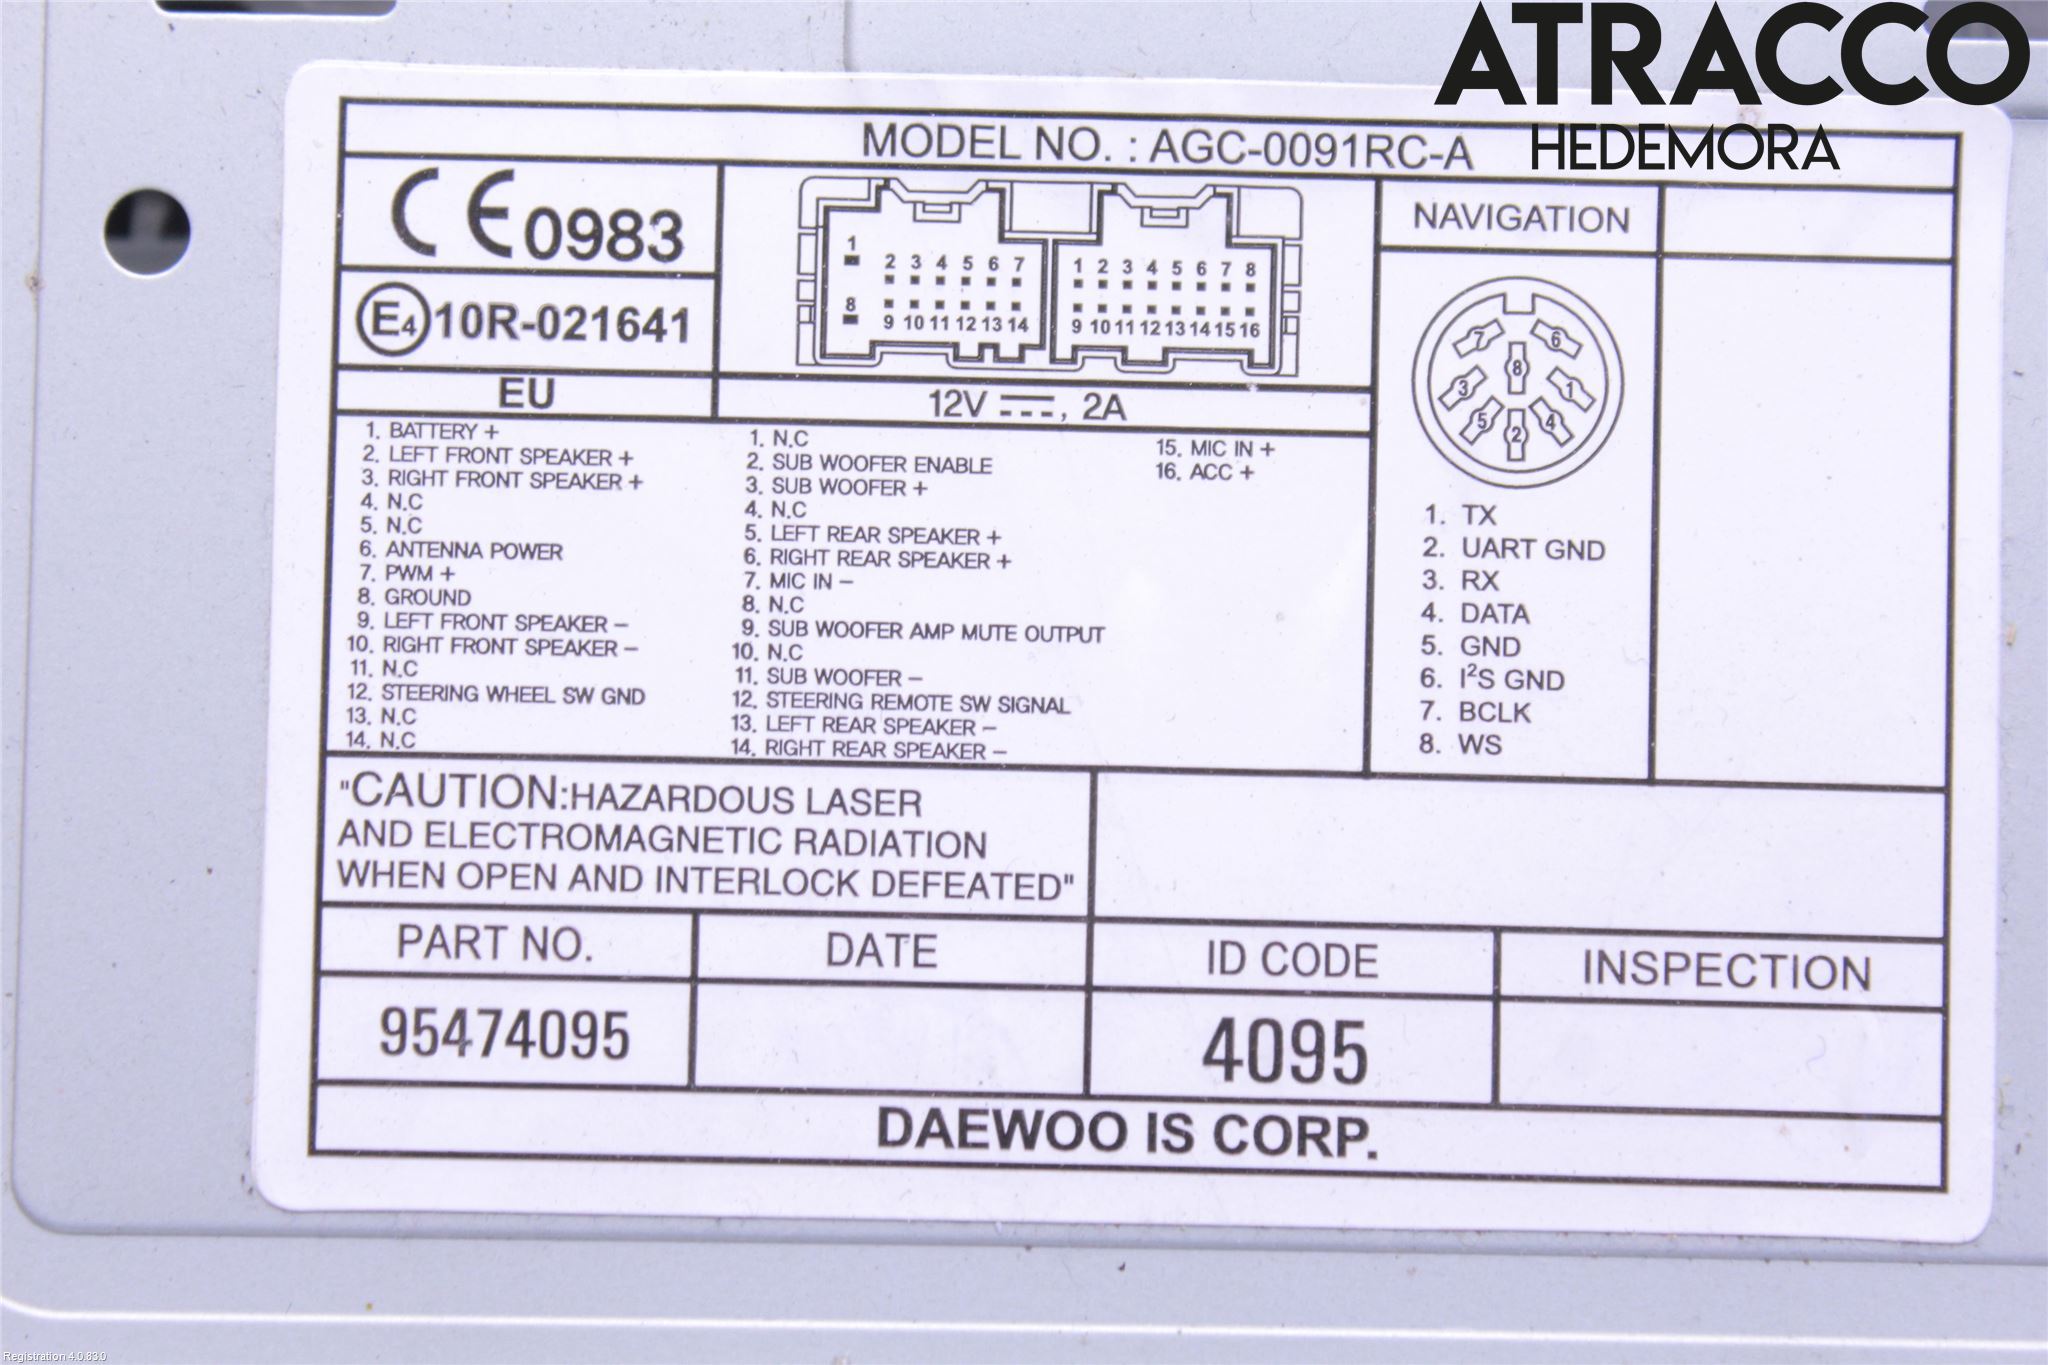 ATRACCO
HEDEMORA
MODEL NO. : AGC-0091RC-A
CE 0983
E4 10R-021641
EU
1 2 3 4 5 6 7
8 9 10 11 12 13 14
1 2 3 4 5 6 7 8
9 10 11 12 13 14 15 16
12V ⎓, 2A
1. BATTERY +
2. LEFT FRONT SPEAKER +
3. RIGHT FRONT SPEAKER +
4. N.C
5. N.C
6. ANTENNA POWER
7. PWM +
8. GROUND
9. LEFT FRONT SPEAKER -
10. RIGHT FRONT SPEAKER -
11. N.C
12. STEERING WHEEL SW GND
13. N.C
14. N.C
1. N.C
2. SUB WOOFER ENABLE
3. SUB WOOFER +
4. N.C
5. LEFT REAR SPEAKER +
6. RIGHT REAR SPEAKER +
7. MIC IN -
8. N.C
9. SUB WOOFER AMP MUTE OUTPUT
10. N.C
11. SUB WOOFER -
12. STEERING REMOTE SW SIGNAL
13. LEFT REAR SPEAKER -
14. RIGHT REAR SPEAKER -
15. MIC IN +
16. ACC +
NAVIGATION
7 6
8
3 1
5 4
2
1. TX
2. UART GND
3. RX
4. DATA
5. GND
6. I²S GND
7. BCLK
8. WS
"CAUTION:HAZARDOUS LASER
AND ELECTROMAGNETIC RADIATION
WHEN OPEN AND INTERLOCK DEFEATED"
PART NO. DATE ID CODE INSPECTION
95474095 4095
DAEWOO IS CORP.
Registration 4.0.83.0